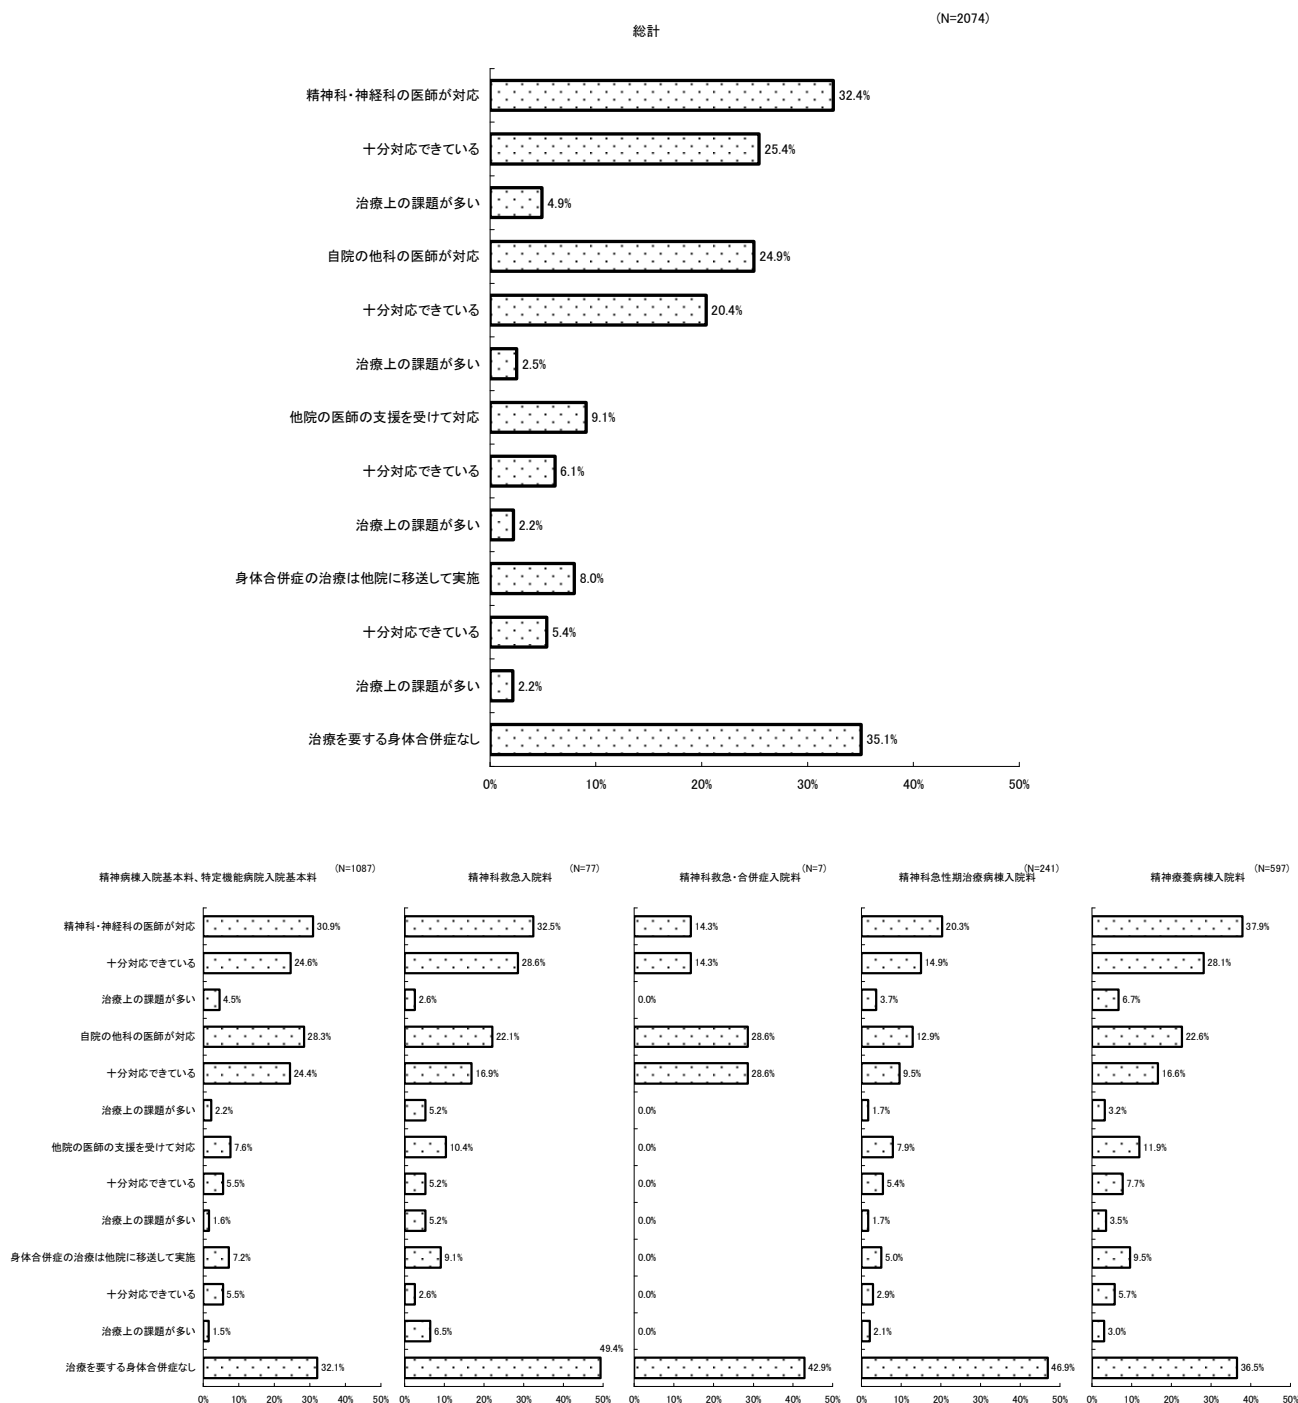 (N=2074)
総計
精神科・神経科の医師が対応
32.4%
十分対応できている
25.4%
治療上の課題が多い
4.9%
自院の他科の医師が対応
24.9%
十分対応できている
20.4%
治療上の課題が多い
2.5%
他院の医師の支援を受けて対応
9.1%
十分対応できている
6.1%
治療上の課題が多い
2.2%
身体合併症の治療は他院に移送して実施
8.0%
十分対応できている
5.4%
治療上の課題が多い
2.2%
治療を要する身体合併症なし
35.1%
0% 10% 20% 30% 40% 50%
精神病棟入院基本料、特定機能病院入院基本料 (N=1087)
精神科救急入院料 (N=77)
精神科救急・合併症入院料 (N=7)
精神科急性期治療病棟入院料 (N=241)
精神療養病棟入院料 (N=597)
精神科・神経科の医師が対応 30.9% 32.5% 14.3% 20.3% 37.9%
十分対応できている 24.6% 28.6% 14.3% 14.9% 28.1%
治療上の課題が多い 4.5% 2.6% 0.0% 3.7% 6.7%
自院の他科の医師が対応 28.3% 22.1% 28.6% 12.9% 22.6%
十分対応できている 24.4% 16.9% 28.6% 9.5% 16.6%
治療上の課題が多い 2.2% 5.2% 0.0% 1.7% 3.2%
他院の医師の支援を受けて対応 7.6% 10.4% 0.0% 7.9% 11.9%
十分対応できている 5.5% 5.2% 0.0% 5.4% 7.7%
治療上の課題が多い 1.6% 5.2% 0.0% 1.7% 3.5%
身体合併症の治療は他院に移送して実施 7.2% 9.1% 0.0% 5.0% 9.5%
十分対応できている 5.5% 2.6% 0.0% 2.9% 5.7%
治療上の課題が多い 1.5% 6.5% 0.0% 2.1% 3.0%
治療を要する身体合併症なし 32.1% 49.4% 42.9% 46.9% 36.5%
0% 10% 20% 30% 40% 50% 0% 10% 20% 30% 40% 50% 0% 10% 20% 30% 40% 50% 0% 10% 20% 30% 40% 50% 0% 10% 20% 30% 40% 50%